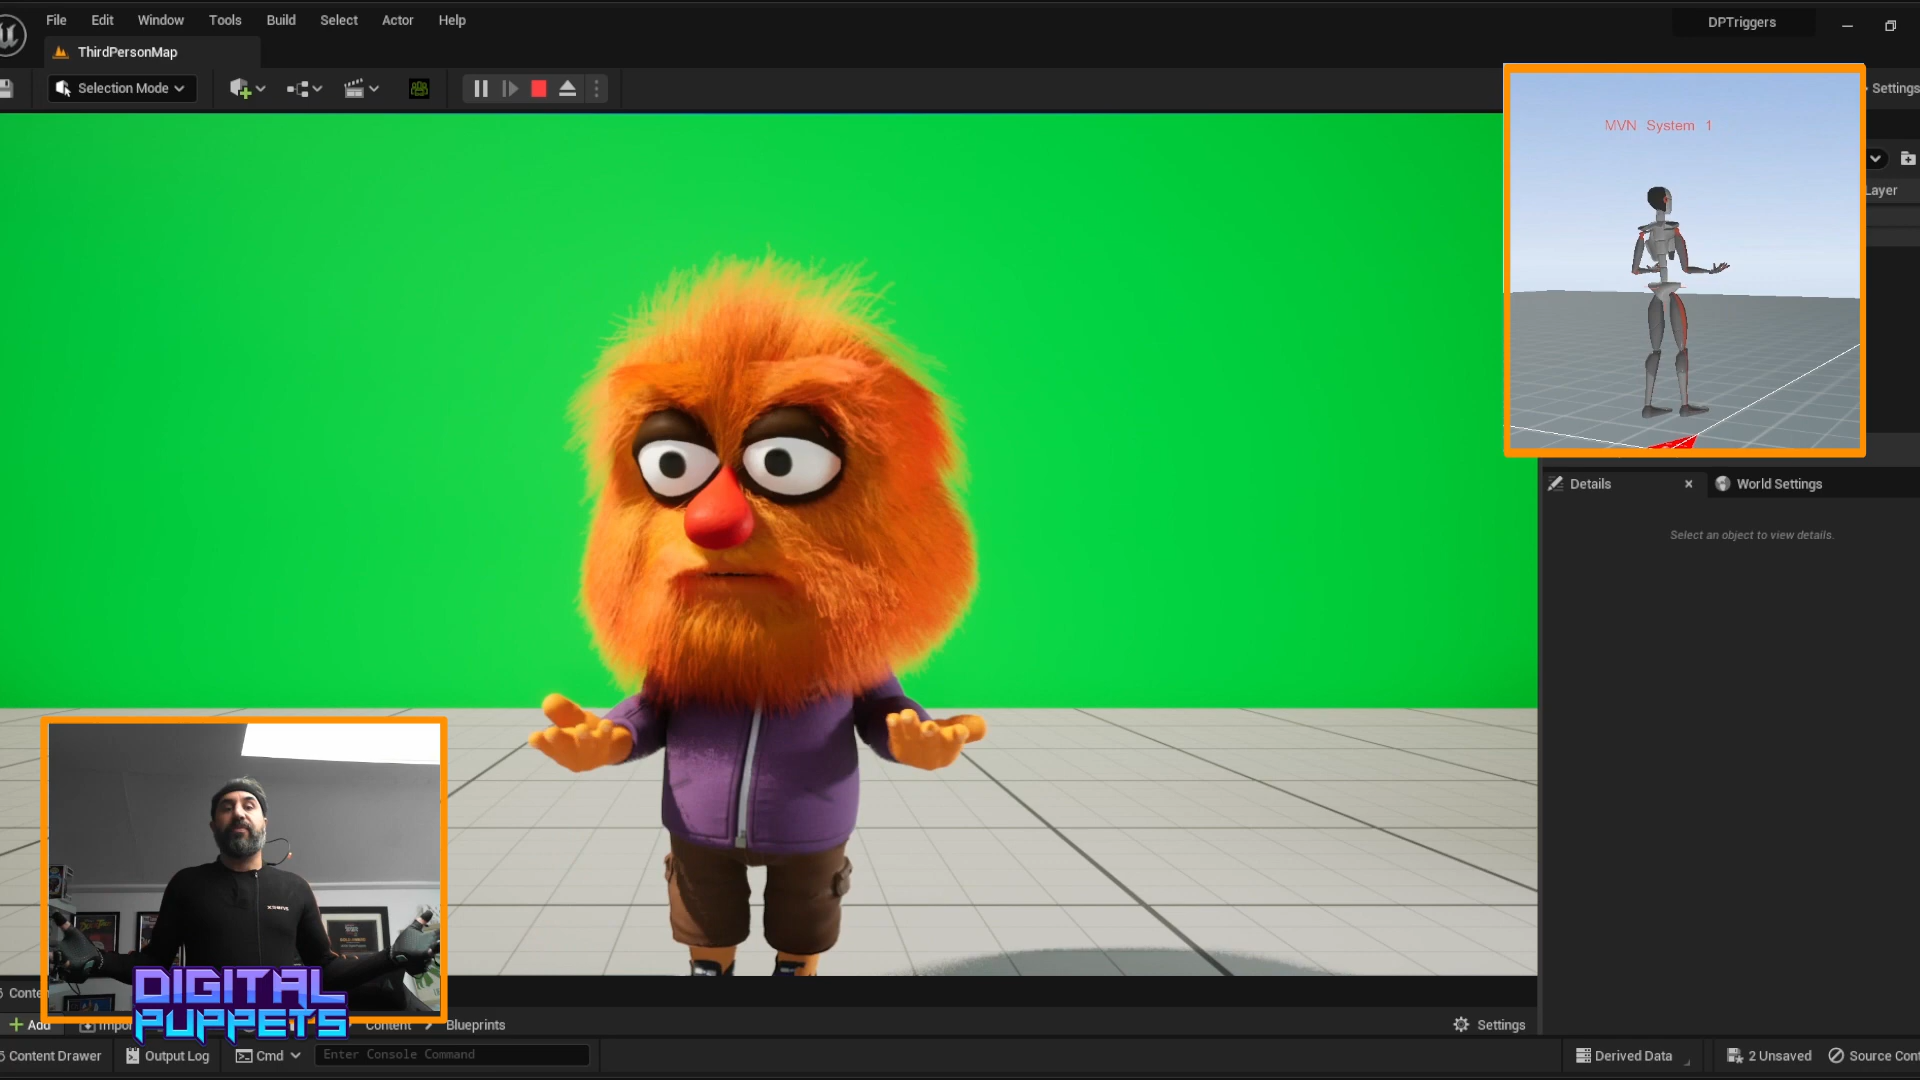 File Edit Window Tools Build Select Actor Help
DPTriggers
ThirdPersonMap
Selection Mode
Settings
MVN System 1
Layer
Details
World Settings
Select an object to view details.
XSENS
DIGITAL
PUPPETS
Add
Content
Blueprints
Settings
Content Drawer
Output Log
Cmd
Enter Console Command
Derived Data
2 Unsaved
Source Cont